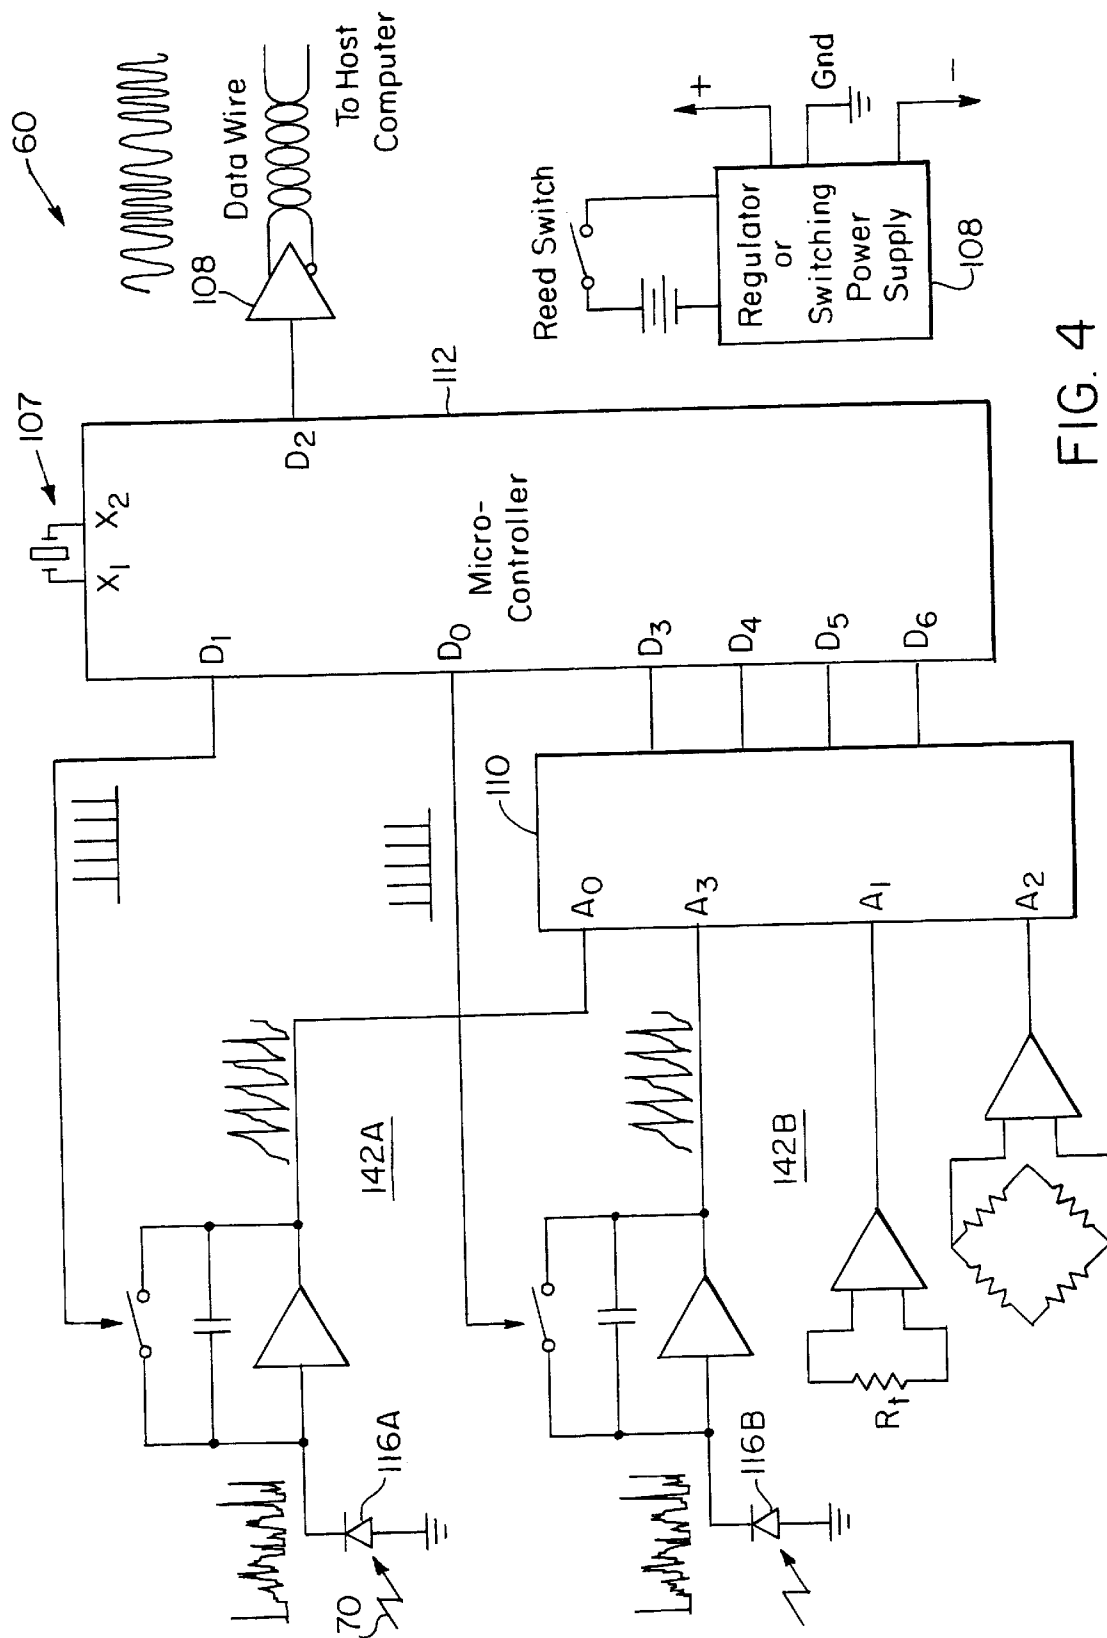 60
107
X1
X2
D1
D2
D0
D3
D4
D5
D6
Micro-
Controller
112
108
Data Wire
To Host
Computer
110
A0
A3
A1
A2
142A
142B
70
116A
116B
Rt
Reed Switch
Regulator
or
Switching
Power
Supply
108
+
Gnd
-
FIG. 4